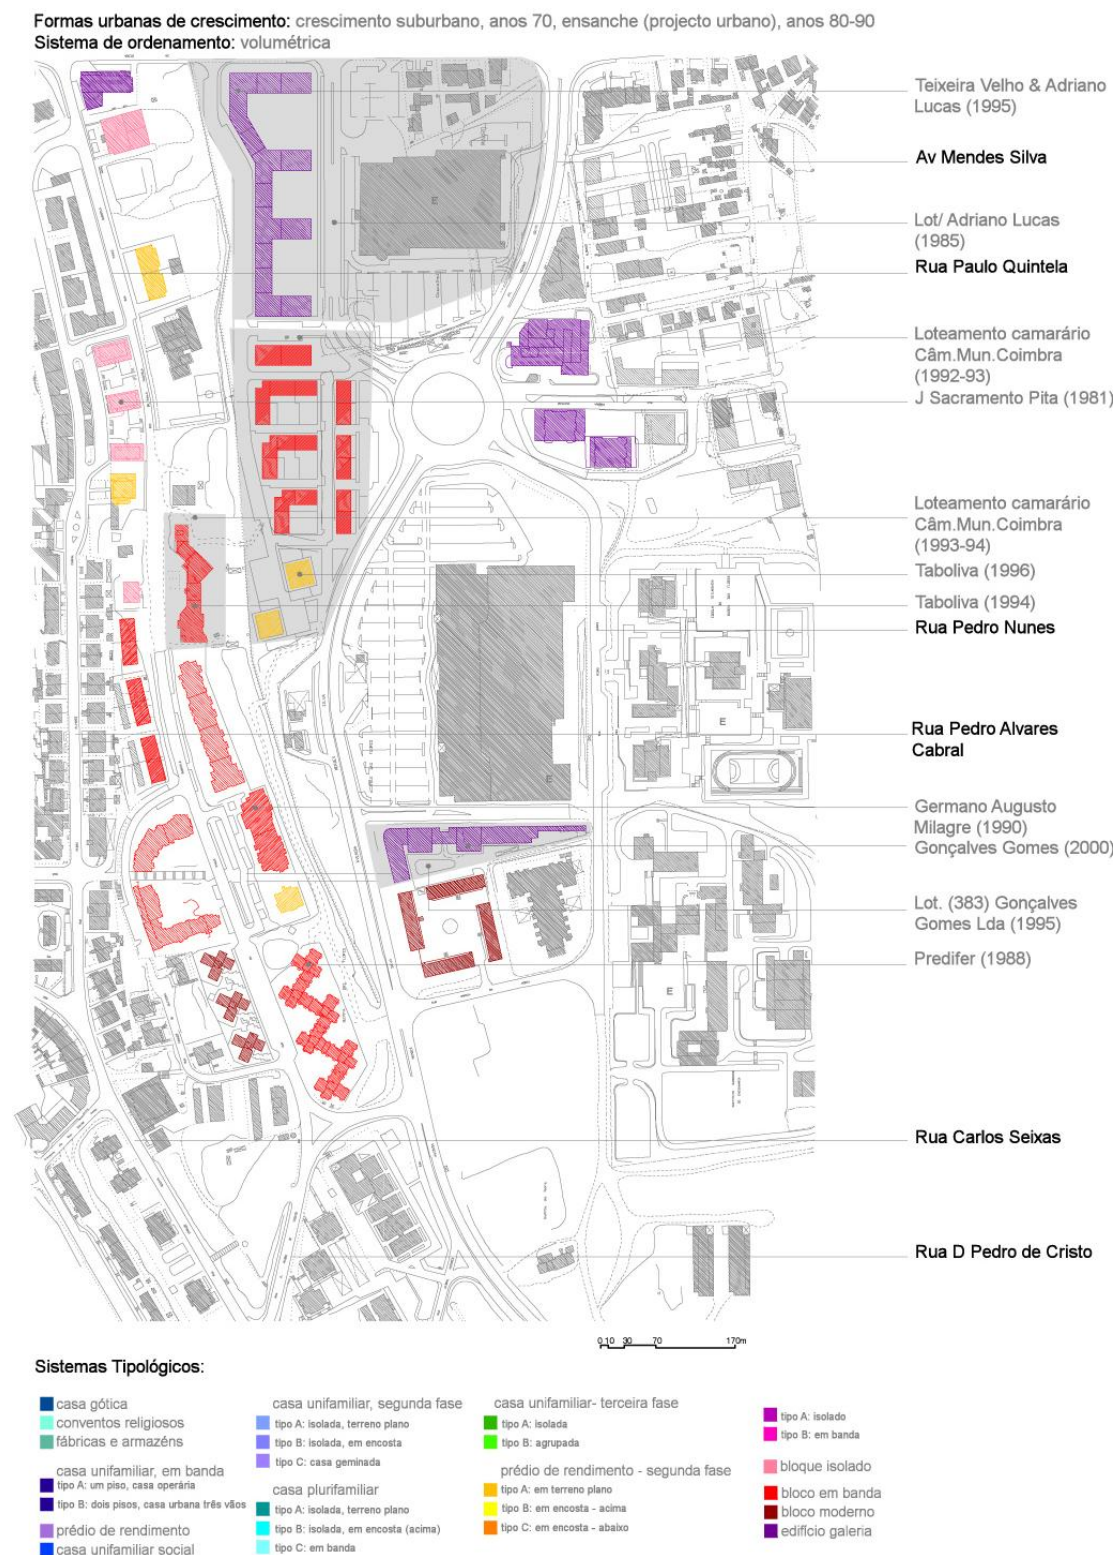 Formas urbanas de crescimento: crescimento suburbano, anos 70, ensanche (projecto urbano), anos 80-90
Sistema de ordenamento: volumétrica
Teixeira Velho & Adriano
Lucas (1995)
Av Mendes Silva
Lot/ Adriano Lucas
(1985)
Rua Paulo Quintela
Loteamento camarário
Câm.Mun.Coimbra
(1992-93)
J Sacramento Pita (1981)
Loteamento camarário
Câm.Mun.Coimbra
(1993-94)
Taboliva (1996)
Taboliva (1994)
Rua Pedro Nunes
Rua Pedro Alvares
Cabral
Germano Augusto
Milagre (1990)
Gonçalves Gomes (2000)
Lot. (383) Gonçalves
Gomes Lda (1995)
Predifer (1988)
Rua Carlos Seixas
Rua D Pedro de Cristo
E
E
E
E
0 10 30 70 170m
Sistemas Tipológicos:
casa gótica
conventos religiosos
fábricas e armazéns
casa unifamiliar, em banda
tipo A: um piso, casa operária
tipo B: dois pisos, casa urbana três vãos
prédio de rendimento
casa unifamiliar social
casa unifamiliar, segunda fase
tipo A: isolada, terreno plano
tipo B: isolada, em encosta
tipo C: casa geminada
casa plurifamiliar
tipo A: isolada, terreno plano
tipo B: isolada, em encosta (acima)
tipo C: em banda
casa unifamiliar- terceira fase
tipo A: isolada
tipo B: agrupada
prédio de rendimento - segunda fase
tipo A: em terreno plano
tipo B: em encosta - acima
tipo C: em encosta - abaixo
tipo A: isolado
tipo B: em banda
bloque isolado
bloco em banda
bloco moderno
edifício galeria